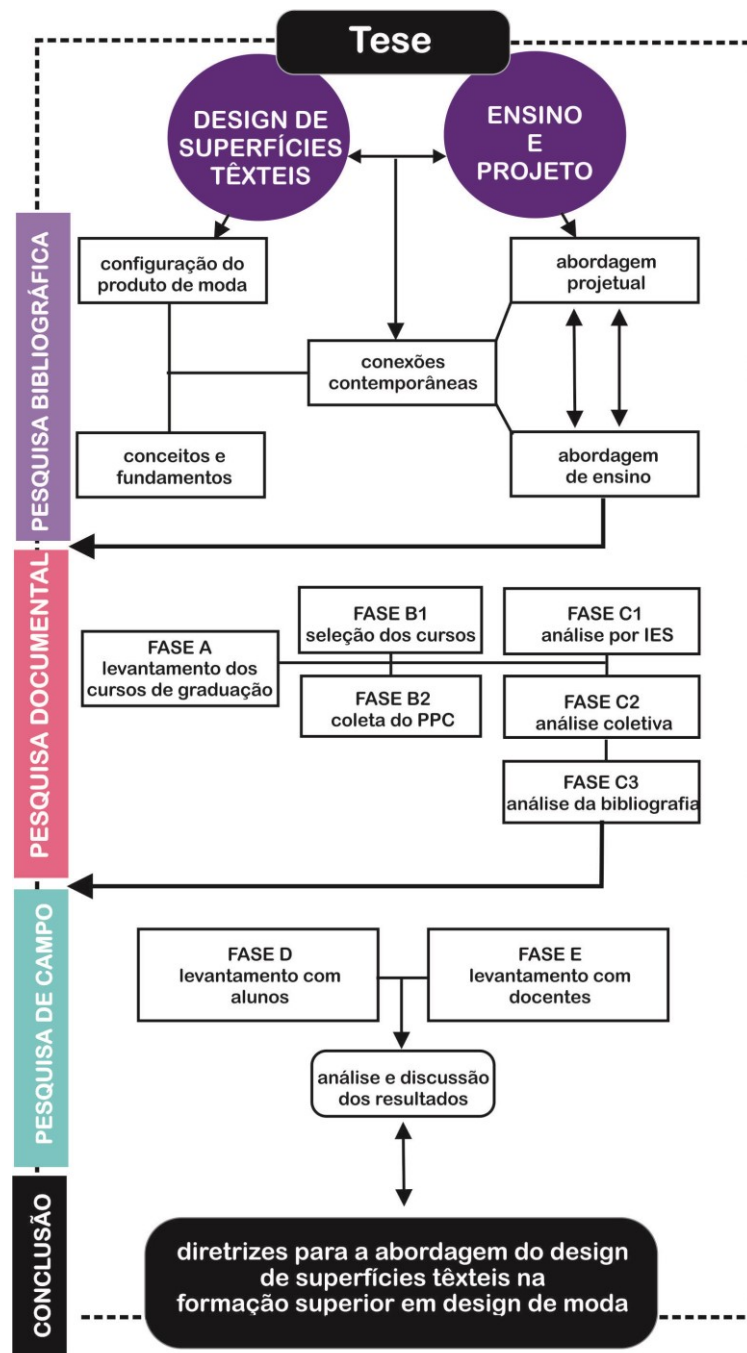 Tese
DESIGN DE
SUPERFÍCIES
TÊXTEIS
ENSINO
E
PROJETO
PESQUISA BIBLIOGRÁFICA
configuração do
produto de moda
abordagem
projetual
conexões
contemporâneas
conceitos e
fundamentos
abordagem
de ensino
PESQUISA DOCUMENTAL
FASE A
levantamento dos
cursos de graduação
FASE B1
seleção dos cursos
FASE B2
coleta do PPC
FASE C1
análise por IES
FASE C2
análise coletiva
FASE C3
análise da bibliografia
PESQUISA DE CAMPO
FASE D
levantamento com
alunos
FASE E
levantamento com
docentes
análise e discussão
dos resultados
CONCLUSÃO
diretrizes para a abordagem do design
de superfícies têxteis na
formação superior em design de moda